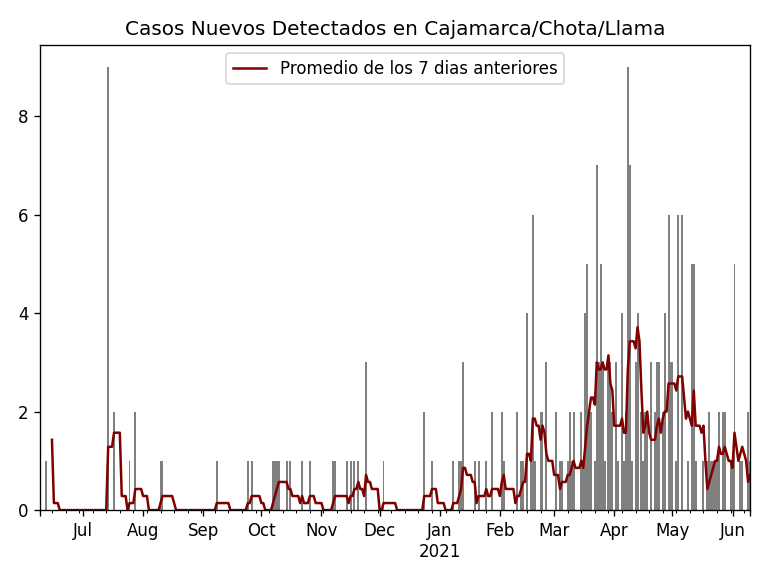 Casos Nuevos Detectados en Cajamarca/Chota/Llama
Promedio de los 7 dias anteriores
8
6
4
2
0
Jul Aug Sep Oct Nov Dec Jan Feb Mar Apr May Jun
2021